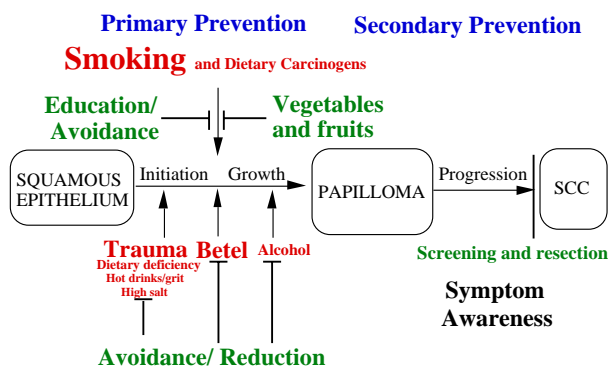 Primary Prevention
Secondary Prevention
Smoking and Dietary Carcinogens
Education/
Avoidance
Vegetables
and fruits
SQUAMOUS
EPITHELIUM
Initiation
Growth
PAPILLOMA
Progression
SCC
Trauma
Dietary deficiency
Hot drinks/grit
High salt
Betel
Alcohol
Screening and resection
Symptom
Awareness
Avoidance/ Reduction